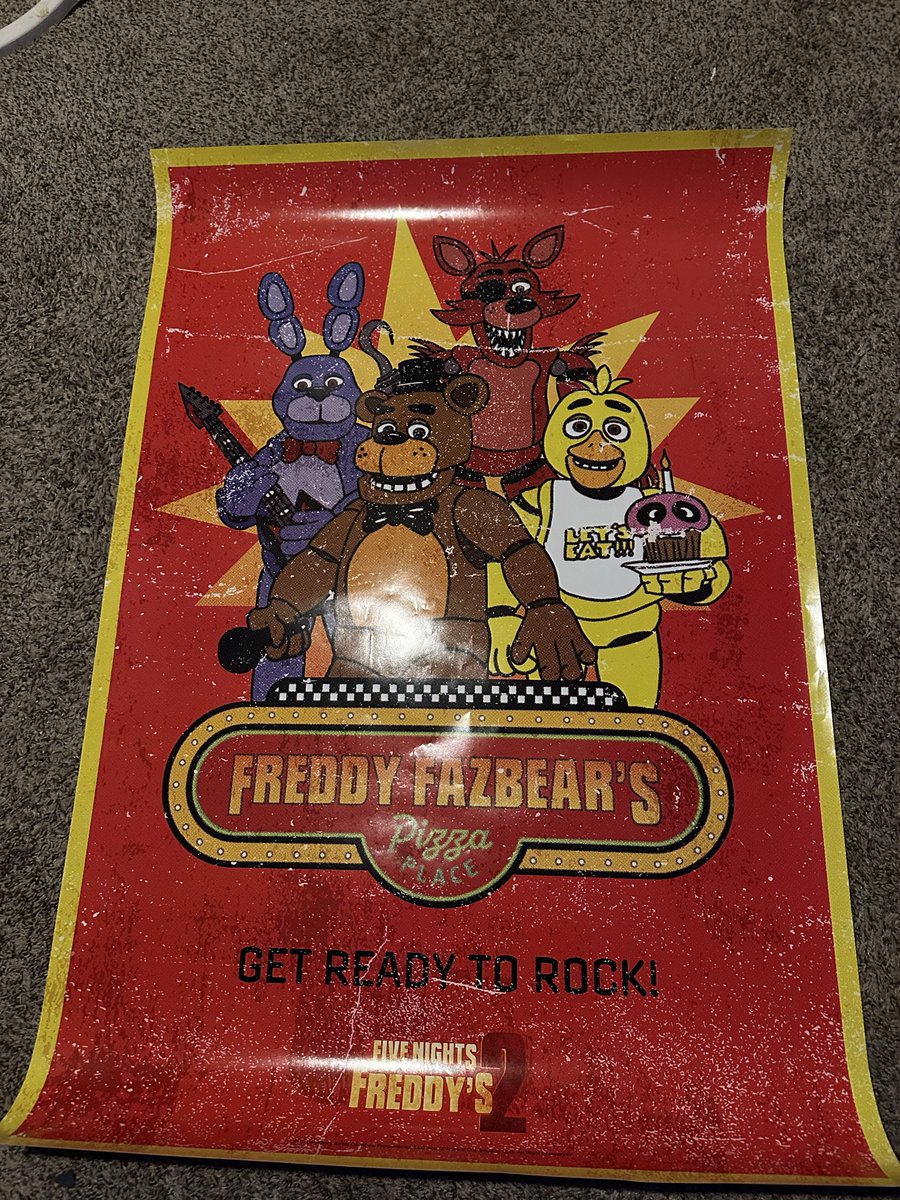 LET'S
EAT!!!
FREDDY FAZBEAR'S
Pizza
PLACE
GET READY TO ROCK!
FIVE NIGHTS
FREDDY'S 2